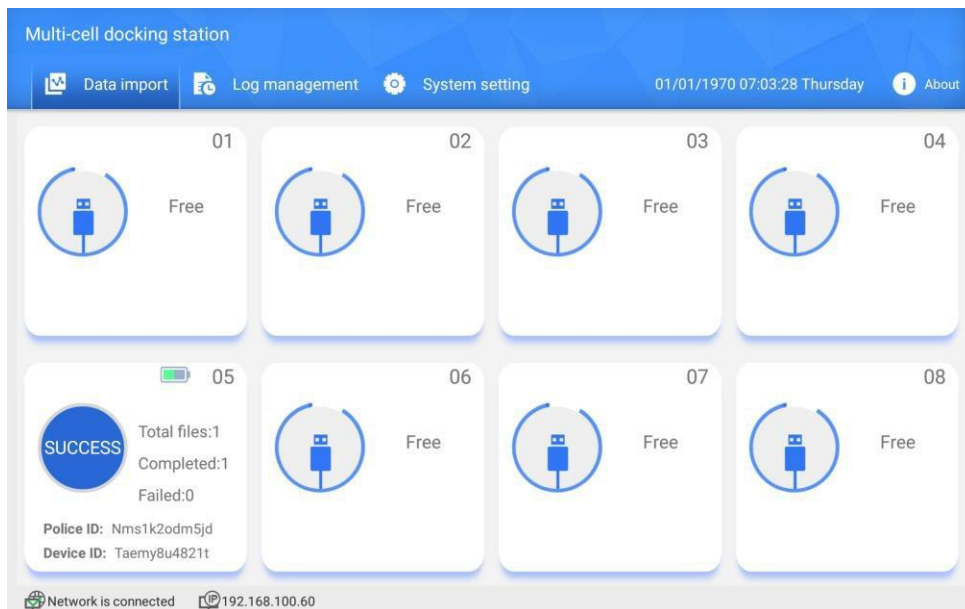 Multi-cell docking station
Data import Log management System setting 01/01/1970 07:03:28 Thursday i About
01 02 03 04
Free Free Free Free
05 06 07 08
SUCCESS
Total files:1
Completed:1
Failed:0
Free Free Free
Police ID: Nms1k2odm5jd
Device ID: Taemy8u4821t
Network is connected IP 192.168.100.60